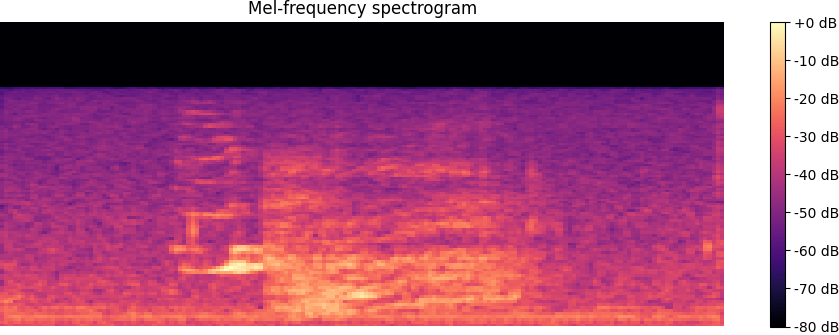 Mel-frequency spectrogram
+0 dB
-10 dB
-20 dB
-30 dB
-40 dB
-50 dB
-60 dB
-70 dB
-80 dB